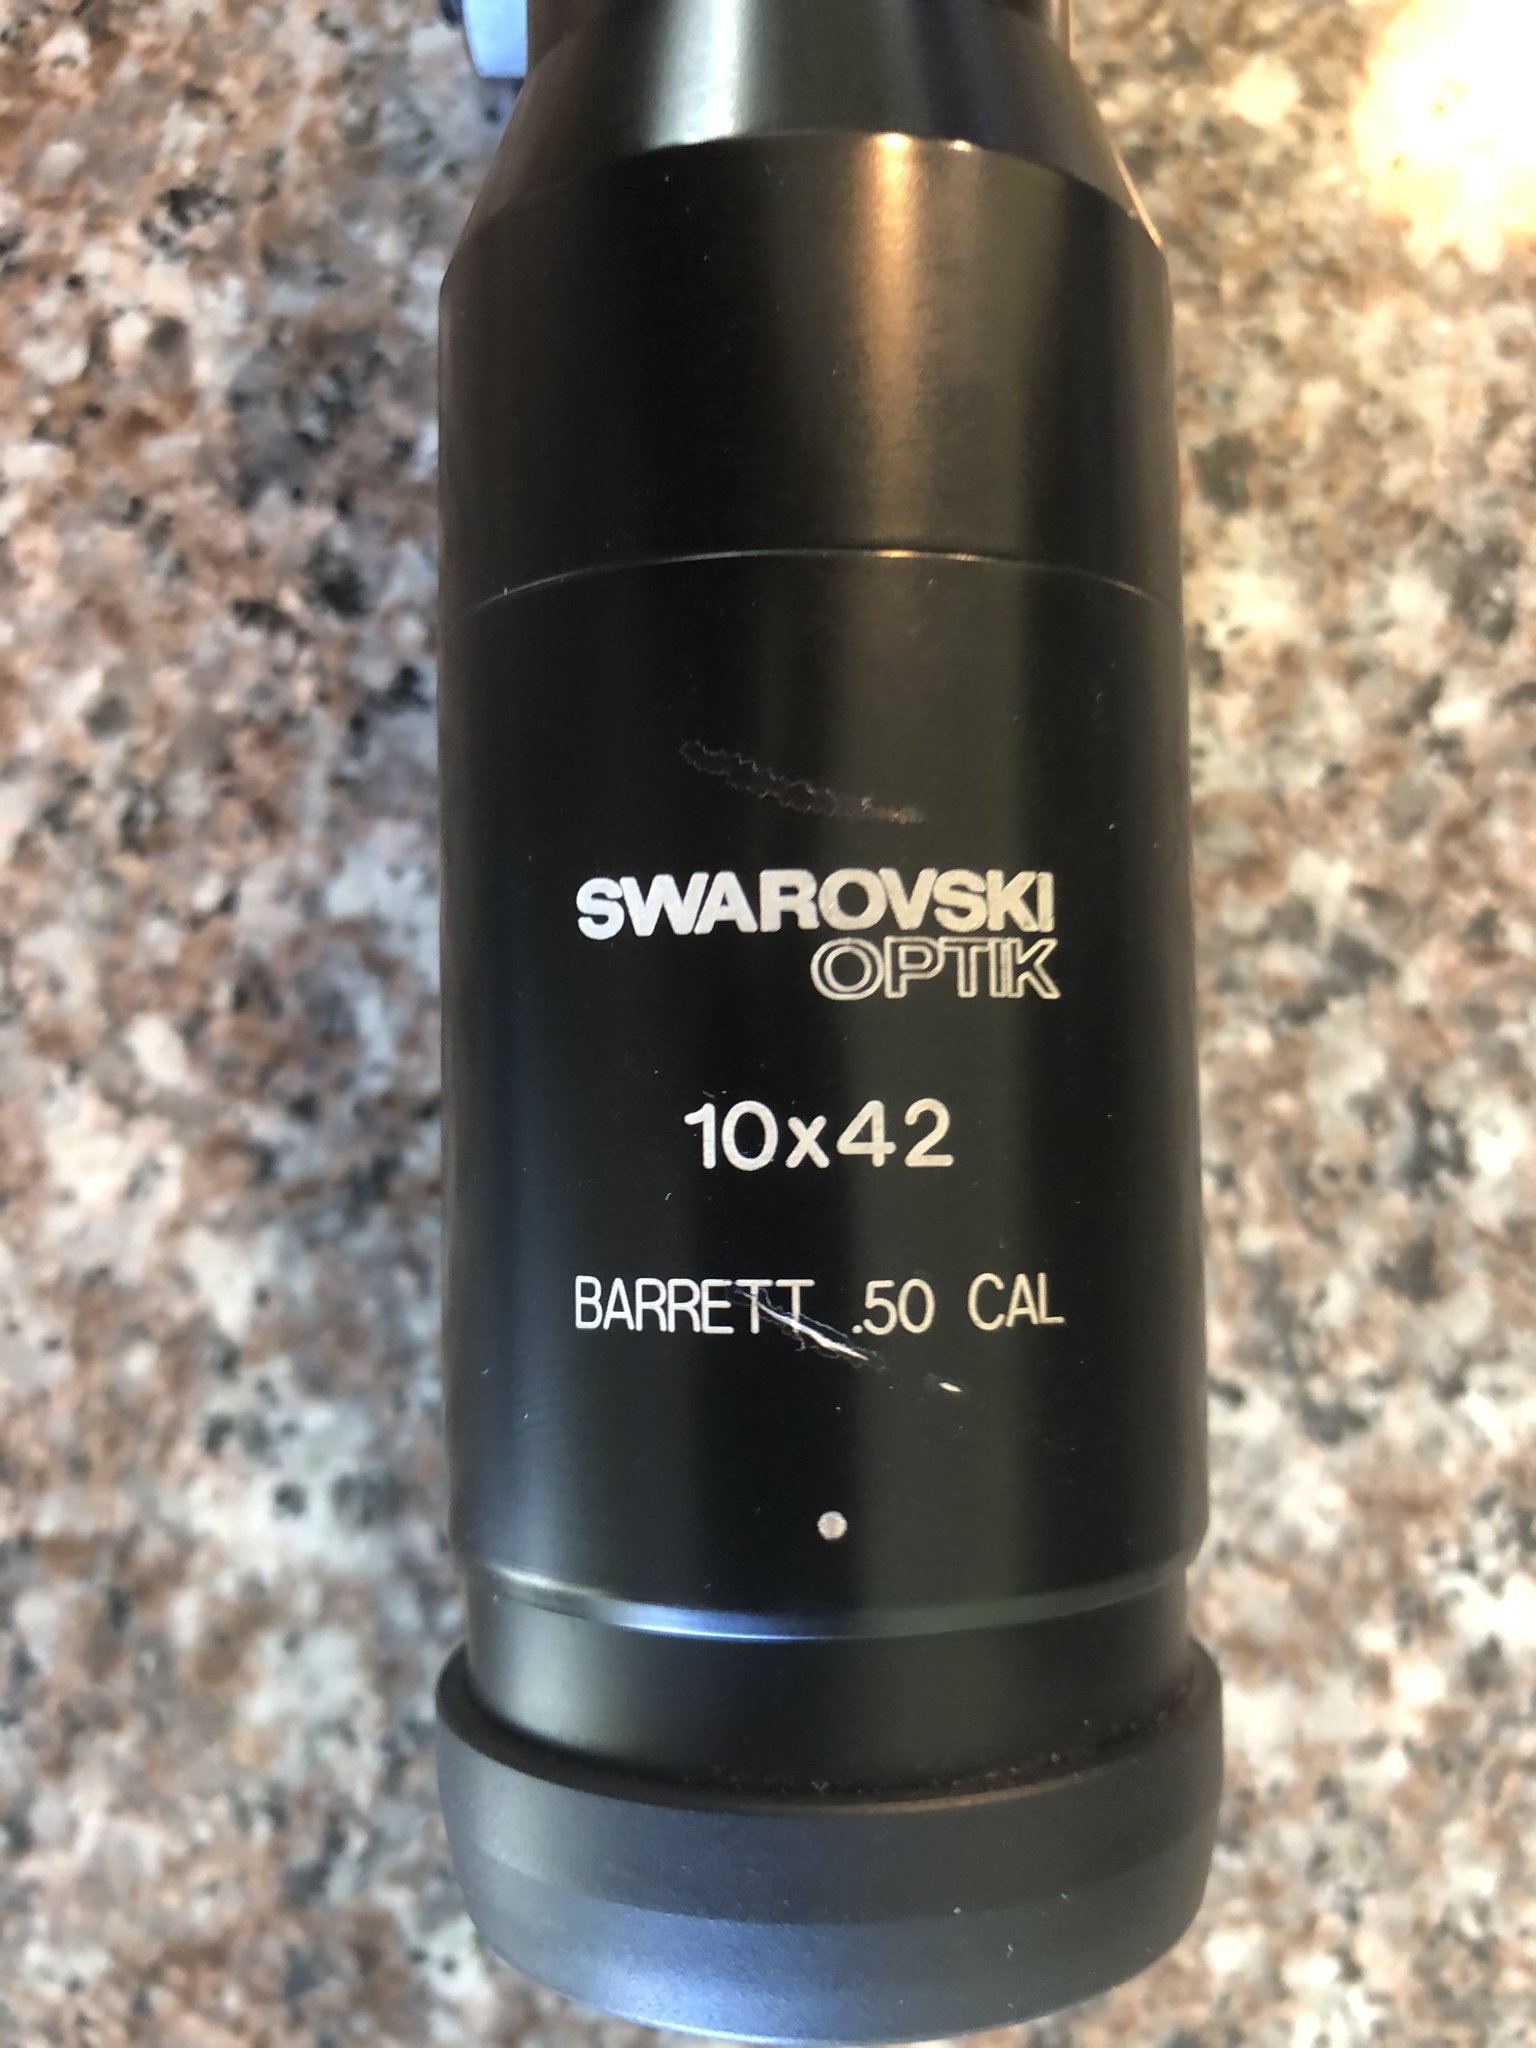 SWAROVSKI
OPTIK
10x42
BARRETT .50 CAL